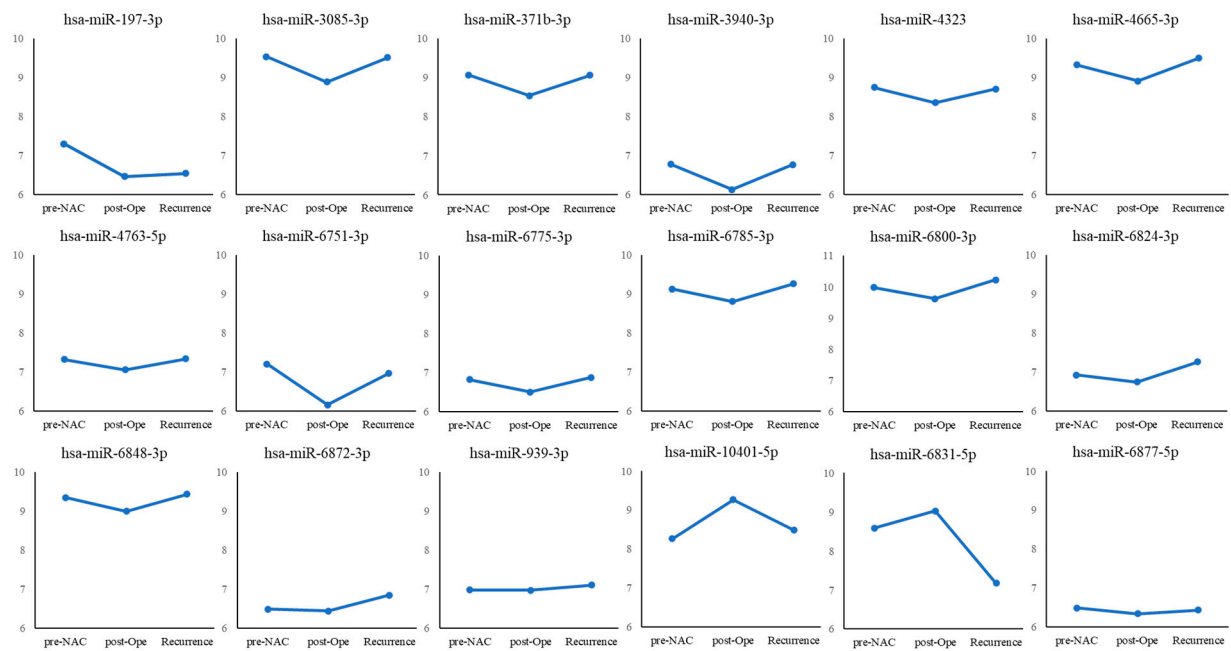 hsa-miR-197-3p hsa-miR-3085-3p hsa-miR-371b-3p hsa-miR-3940-3p hsa-miR-4323 hsa-miR-4665-3p
10 10 10 10 10 10
9 9 9 9 9 9
8 8 8 8 8 8
7 7 7 7 7 7
6 6 6 6 6 6
pre-NAC post-Ope Recurrence pre-NAC post-Ope Recurrence pre-NAC post-Ope Recurrence pre-NAC post-Ope Recurrence pre-NAC post-Ope Recurrence pre-NAC post-Ope Recurrence
hsa-miR-4763-5p hsa-miR-6751-3p hsa-miR-6775-3p hsa-miR-6785-3p hsa-miR-6800-3p hsa-miR-6824-3p
10 10 10 10 11 10
9 9 9 9 10 9
8 8 8 8 9 8
7 7 7 7 8 7
6 6 6 6 7 6
6
pre-NAC post-Ope Recurrence pre-NAC post-Ope Recurrence pre-NAC post-Ope Recurrence pre-NAC post-Ope Recurrence pre-NAC post-Ope Recurrence pre-NAC post-Ope Recurrence
hsa-miR-6848-3p hsa-miR-6872-3p hsa-miR-939-3p hsa-miR-10401-5p hsa-miR-6831-5p hsa-miR-6877-5p
10 10 10 10 10 10
9 9 9 9 9 9
8 8 8 8 8 8
7 7 7 7 7 7
6 6 6 6 6 6
pre-NAC post-Ope Recurrence pre-NAC post-Ope Recurrence pre-NAC post-Ope Recurrence pre-NAC post-Ope Recurrence pre-NAC post-Ope Recurrence pre-NAC post-Ope Recurrence